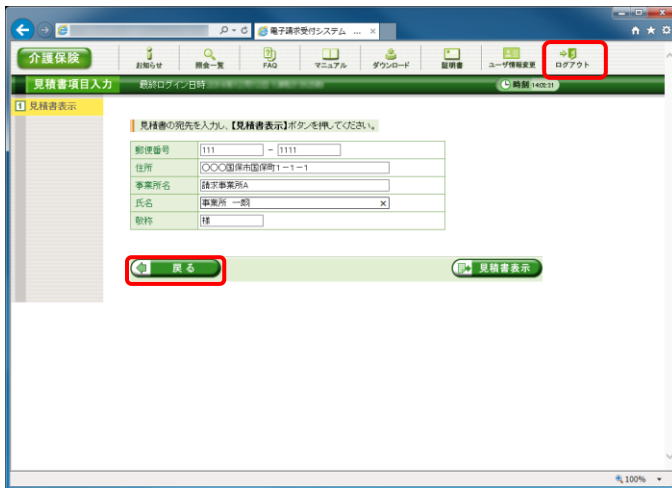 電子請求受付システム ...
介護保険
お知らせ
照会一覧
FAQ
マニュアル
ダウンロード
証明書
ユーザ情報変更
ログアウト
見積書項目入力
最終ログイン日時
時刻 14:02:31
1 見積書表示
見積書の宛先を入力し、【見積書表示】ボタンを押してください。
郵便番号 111 - 1111
住所 〇〇〇国保市国保町1-1-1
事業所名 請求事業所A
氏名 事業所 一郎
敬称 様
戻る
見積書表示
100%